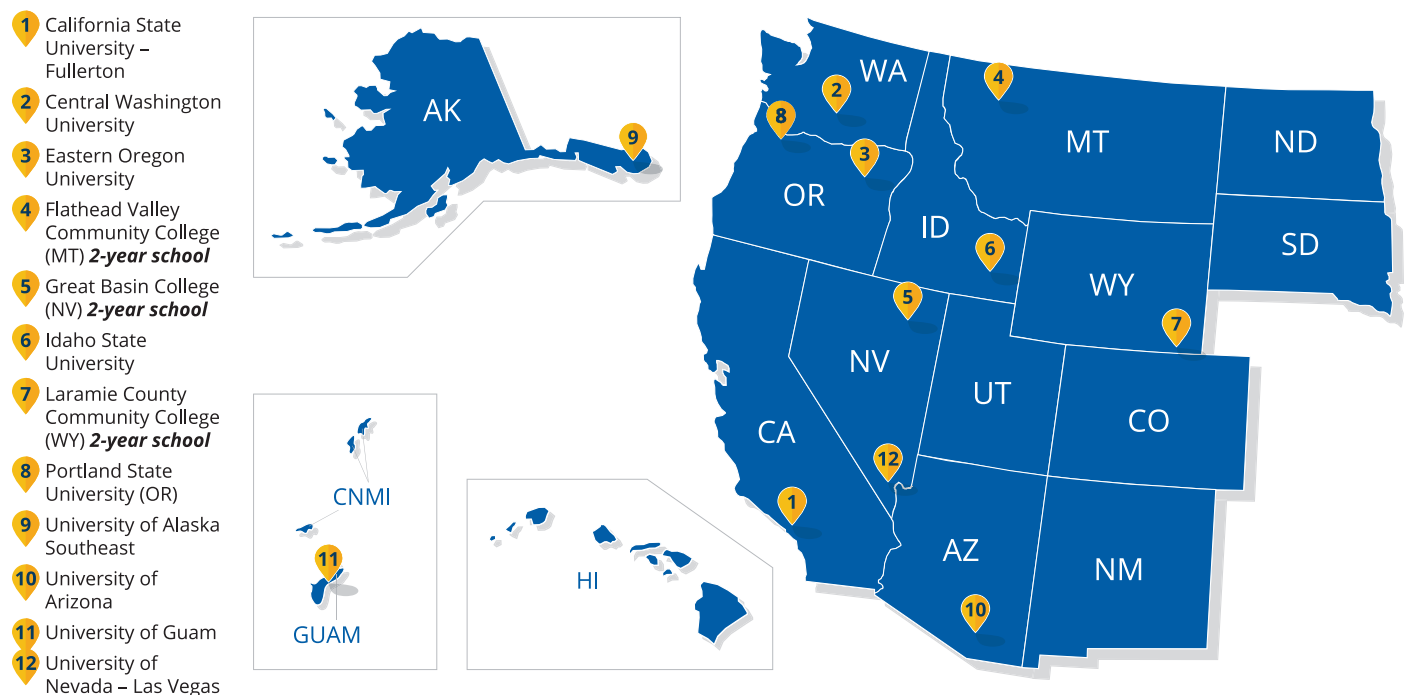 1 California State
University –
Fullerton
2 Central Washington
University
3 Eastern Oregon
University
4 Flathead Valley
Community College
(MT) 2-year school
5 Great Basin College
(NV) 2-year school
6 Idaho State
University
7 Laramie County
Community College
(WY) 2-year school
8 Portland State
University (OR)
9 University of Alaska
Southeast
10 University of
Arizona
11 University of Guam
12 University of
Nevada – Las Vegas
AK
9
CNMI
11
GUAM
HI
WA
2
8
3
4
MT
ND
OR
ID
6
SD
WY
5
7
NV
UT
CO
CA
12
1
AZ
NM
10